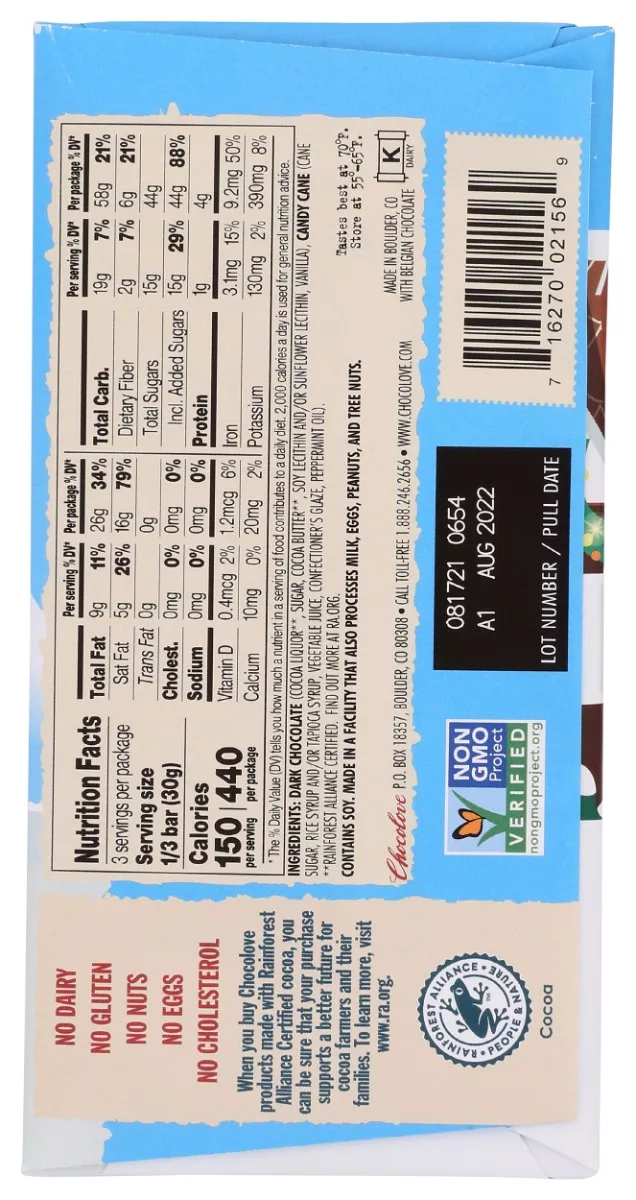 NO DAIRY
NO GLUTEN
NO NUTS
NO EGGS
NO CHOLESTEROL
When you buy Chocolove
products made with Rainforest
Alliance Certified cocoa, you
can be sure that your purchase
supports a better future for
cocoa farmers and their
families. To learn more, visit
www.ra.org.
RAINFOREST ALLIANCE • PEOPLE & NATURE •
TM
Cocoa
Nutrition Facts
3 servings per package
Serving size
1/3 bar (30g)
Calories
150 440
per serving per package
Per serving % DV* Per package % DV*
Total Fat 9g 11% 26g 34%
Sat Fat 5g 26% 16g 79%
Trans Fat 0g 0g
Cholest. 0mg 0% 0mg 0%
Sodium 0mg 0% 0mg 0%
Vitamin D 0.4mcg 2% 1.2mcg 6%
Calcium 10mg 0% 20mg 2%
Per serving % DV* Per package % DV*
Total Carb. 19g 7% 58g 21%
Dietary Fiber 2g 7% 6g 21%
Total Sugars 15g 44g
Incl. Added Sugars 15g 29% 44g 88%
Protein 1g 4g
Iron 3.1mg 15% 9.2mg 50%
Potassium 130mg 2% 390mg 8%
*The % Daily Value (DV) tells you how much a nutrient in a serving of food contributes to a daily diet. 2,000 calories a day is used for general nutrition advice.
INGREDIENTS: DARK CHOCOLATE (COCOA LIQUOR**, SUGAR, COCOA BUTTER**, SOY LECITHIN AND/OR SUNFLOWER LECITHIN, VANILLA), CANDY CANE (CANE
SUGAR, RICE SYRUP AND/OR TAPIOCA SYRUP, VEGETABLE JUICE, CONFECTIONER'S GLAZE, PEPPERMINT OIL).
**RAINFOREST ALLIANCE CERTIFIED. FIND OUT MORE AT RA.ORG.
CONTAINS SOY. MADE IN A FACILITY THAT ALSO PROCESSES MILK, EGGS, PEANUTS, AND TREE NUTS.
Tastes best at 70°F.
Store at 55°-65°F.
Chocolove P.O. BOX 18357, BOULDER, CO 80308 • CALL TOLL-FREE 1.888.246.2656 • WWW.CHOCOLOVE.COM
MADE IN BOULDER, CO
WITH BELGIAN CHOCOLATE
K
DAIRY
NON
GMO
Project
VERIFIED
nongmoproject.org
081721 0654
A1 AUG 2022
LOT NUMBER / PULL DATE
7 16270 02156 9